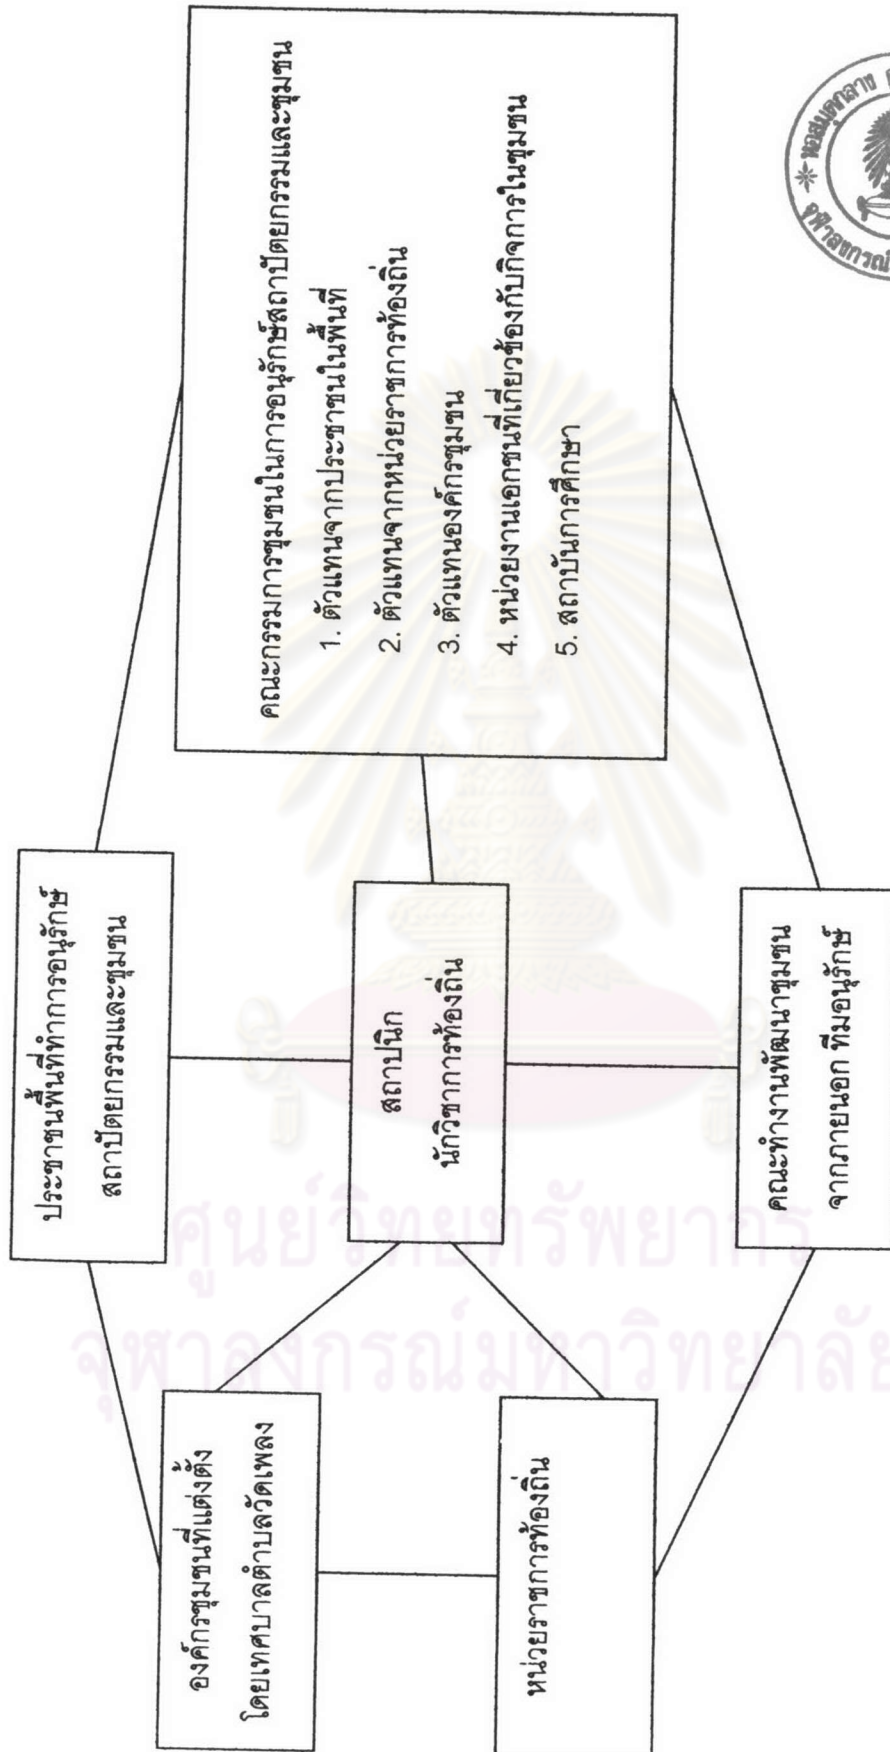 องค์กรชุมชนที่แต่งตั้ง
โดยเทศบาลตำบลวัดเพลง
หน่วยราชการท้องถิ่น
ประชาชนพื้นที่ทำการอนุรักษ์
สถาปัตยกรรมและชุมชน
สถาปนิก
นักวิชาการท้องถิ่น
คณะทำงานพัฒนาชุมชน
จากภายนอก ทีมอนุรักษ์
คณะกรรมการชุมชนในการอนุรักษ์สถาปัตยกรรมและชุมชน
1. ตัวแทนจากประชาชนในพื้นที่
2. ตัวแทนจากหน่วยราชการท้องถิ่น
3. ตัวแทนองค์กรชุมชน
4. หน่วยงานเอกชนที่เกี่ยวข้องกับกิจการในชุมชน
5. สถาบันการศึกษา
ศูนย์วิทยทรัพยากร
จุฬาลงกรณ์มหาวิทยาลัย
หอสมุดกลาง